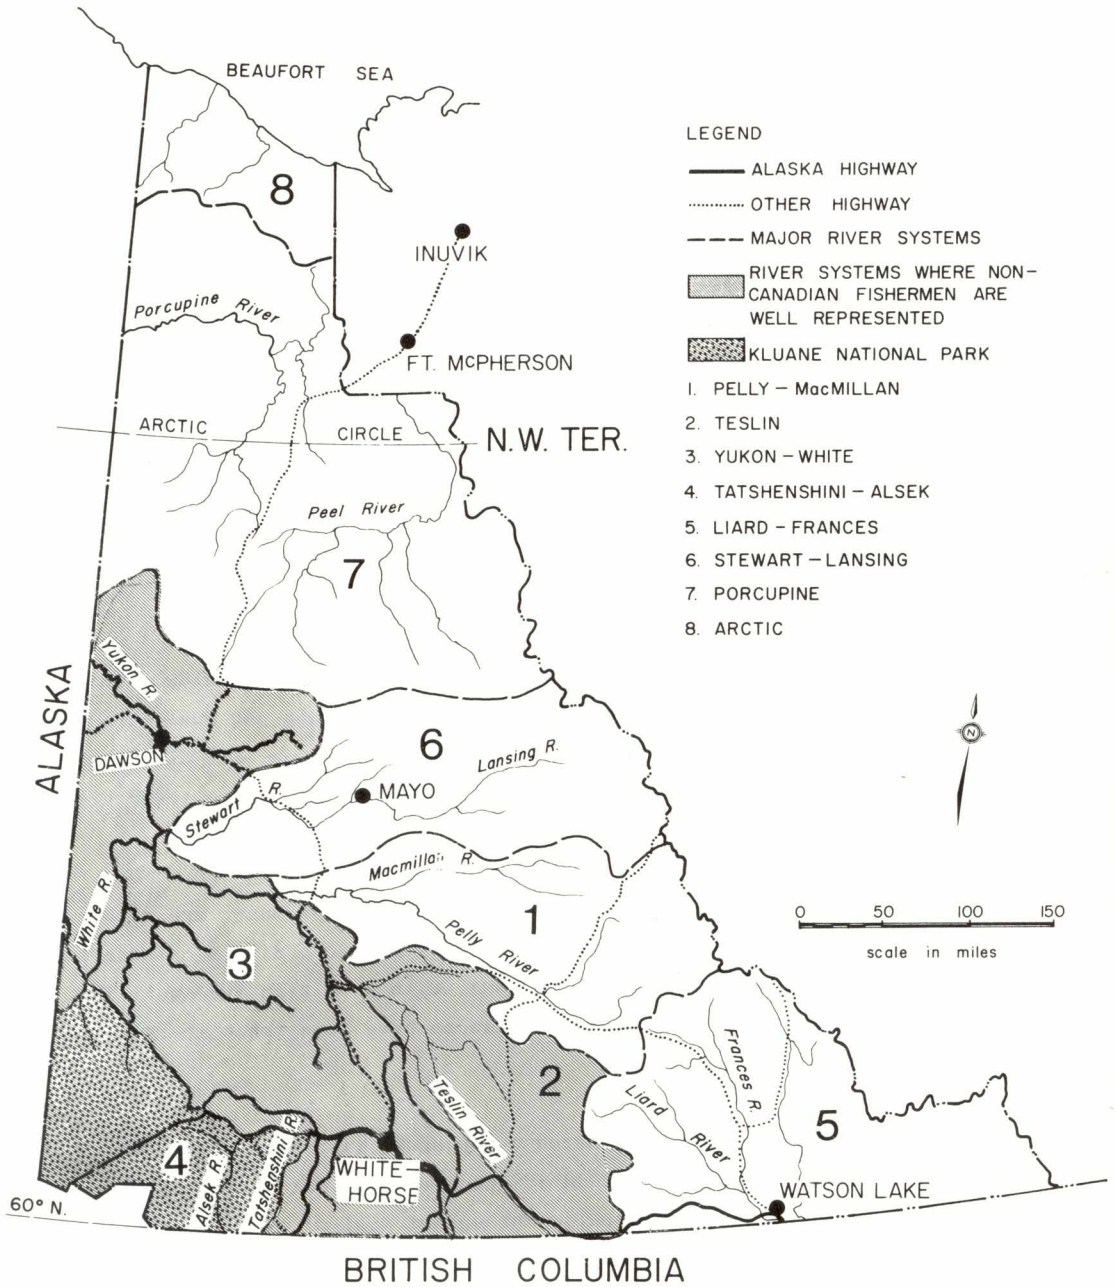 BEAUFORT SEA
8
INUVIK
Porcupine River
FT. McPHERSON
ARCTIC CIRCLE
N.W. TER.
Peel River
7
Yukon R.
ALASKA
DAWSON
6
Lansing R.
MAYO
Stewart R.
Macmillan R.
White R.
3
1
Pelly River
2
Teslin River
Frances R.
Liard River
5
4
Alsek R.
Tatshenshini R.
WHITE-
HORSE
WATSON LAKE
60° N.
BRITISH COLUMBIA
LEGEND
ALASKA HIGHWAY
OTHER HIGHWAY
MAJOR RIVER SYSTEMS
RIVER SYSTEMS WHERE NON-
CANADIAN FISHERMEN ARE
WELL REPRESENTED
KLUANE NATIONAL PARK
1. PELLY - MacMILLAN
2. TESLIN
3. YUKON - WHITE
4. TATSHENSHINI - ALSEK
5. LIARD - FRANCES
6. STEWART - LANSING
7. PORCUPINE
8. ARCTIC
N
0 50 100 150
scale in miles